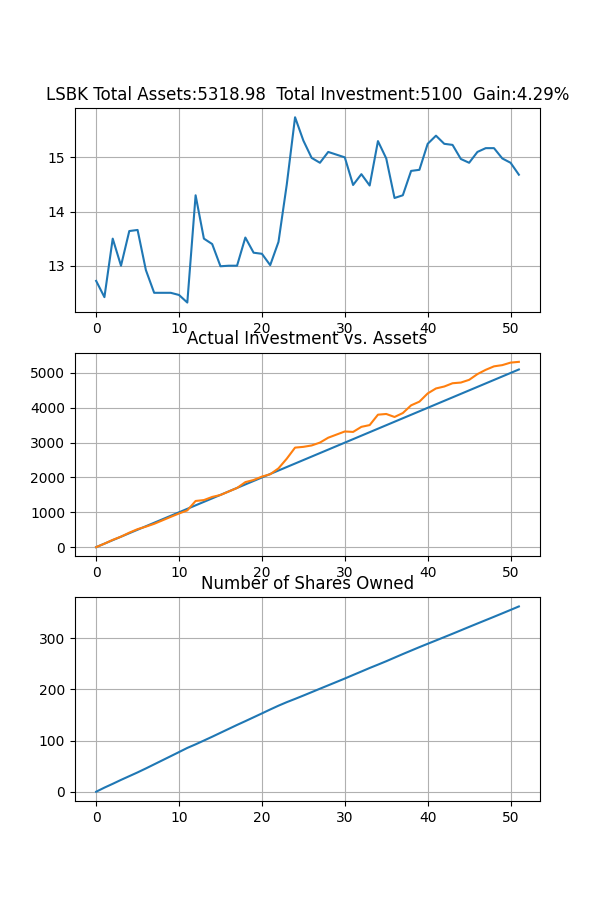 LSBK Total Assets:5318.98  Total Investment:5100  Gain:4.29%
15
14
13
0 10 20 30 40 50
Actual Investment vs. Assets
5000
4000
3000
2000
1000
0
0 10 20 30 40 50
Number of Shares Owned
300
200
100
0
0 10 20 30 40 50